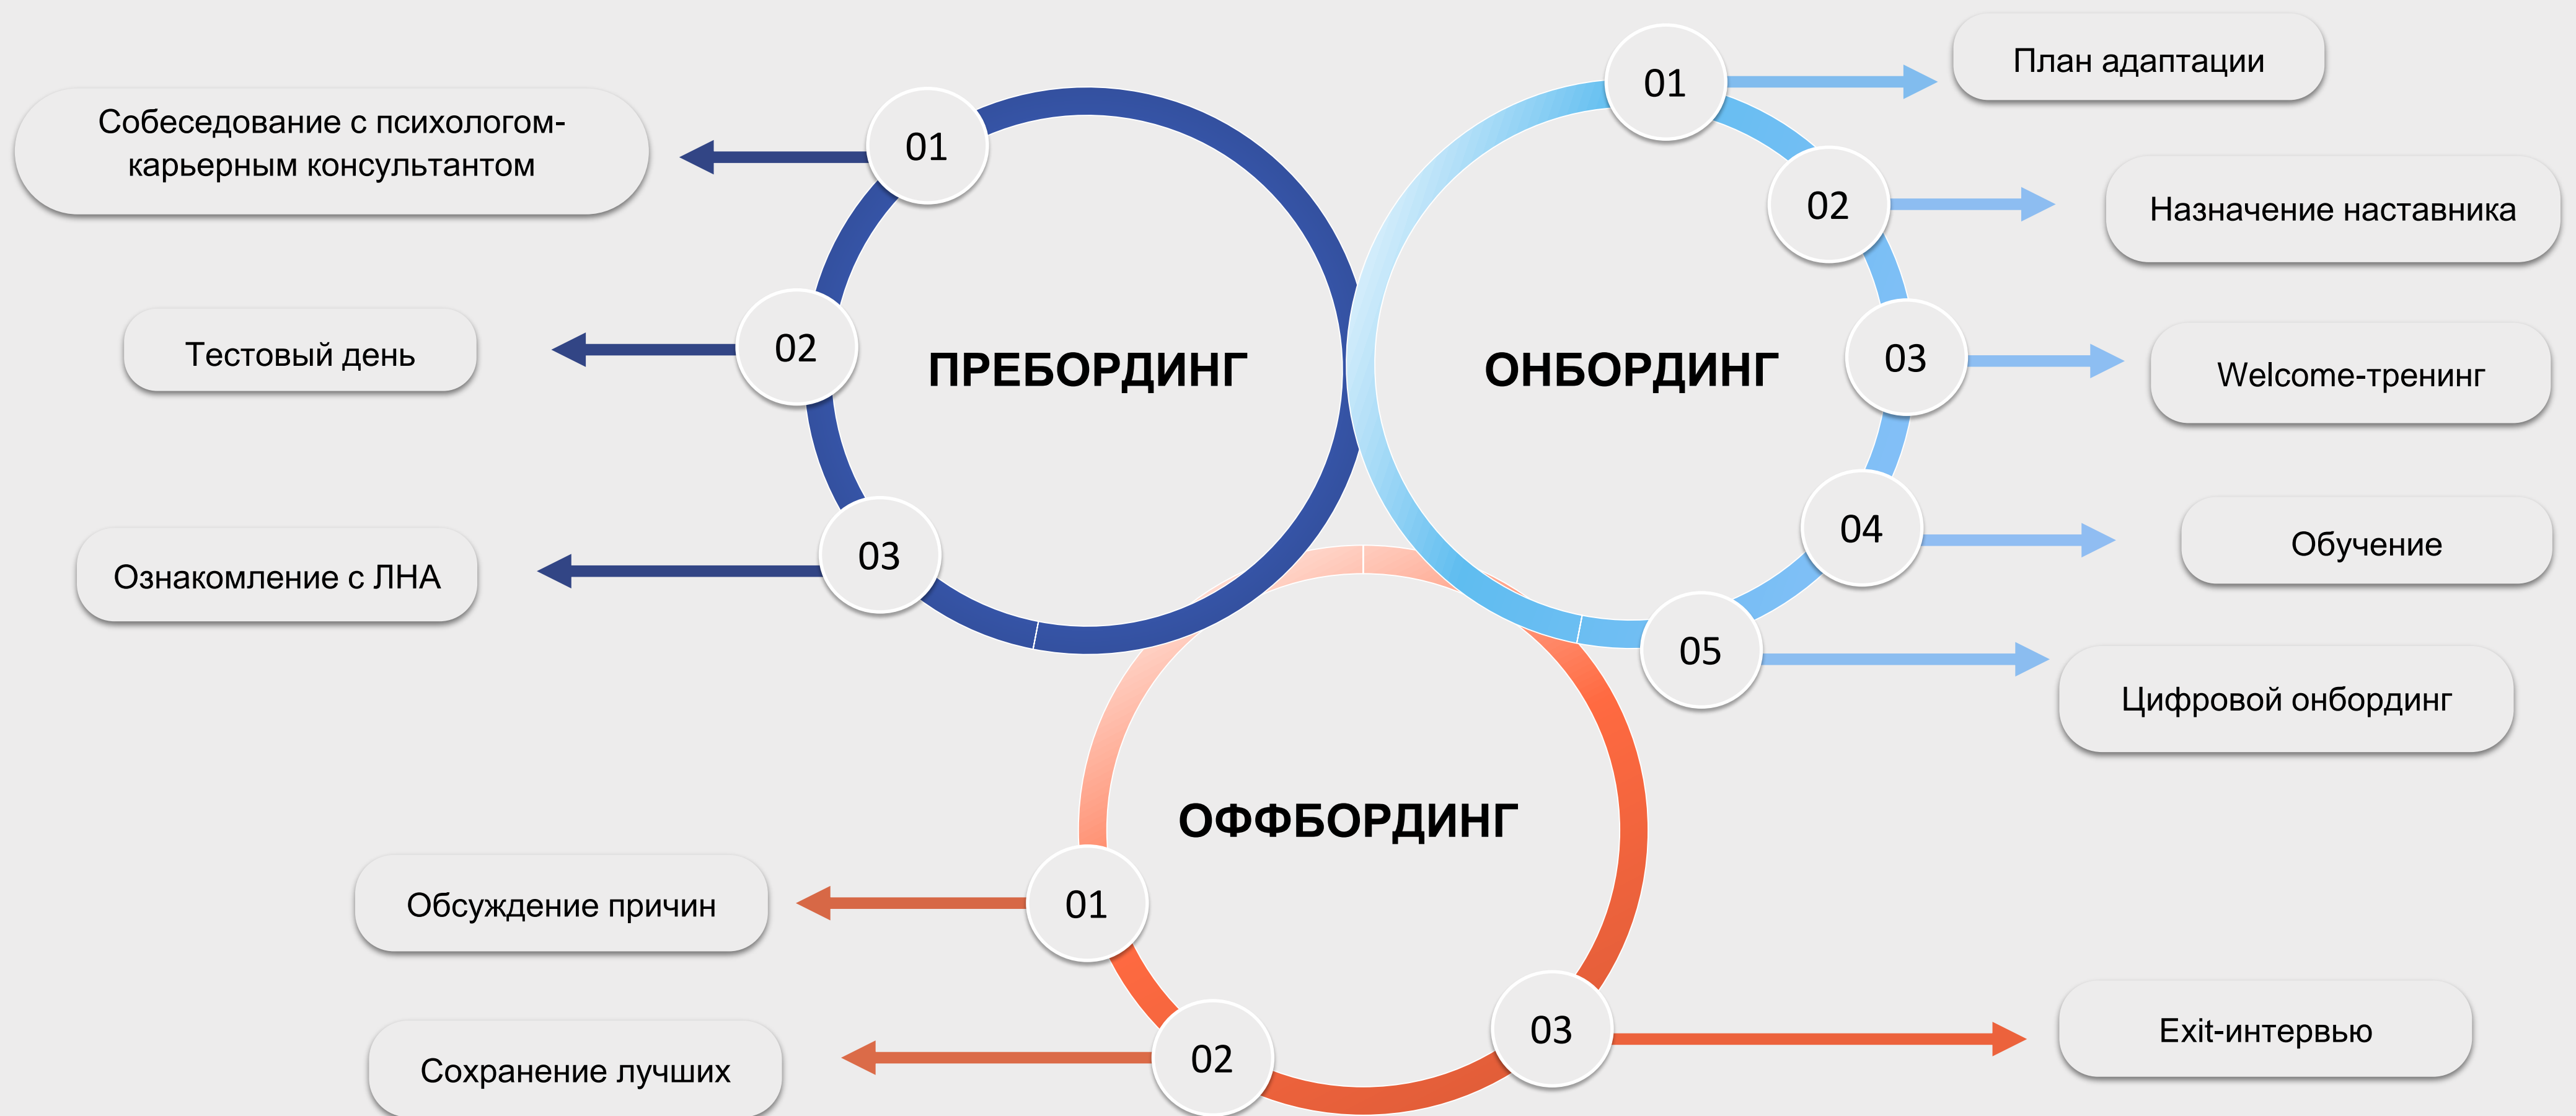 Собеседование с психологом-
карьерным консультантом
01
Тестовый день
02
Ознакомление с ЛНА
03
ПРЕБОРДИНГ
01
План адаптации
02
Назначение наставника
03
Welcome-тренинг
04
Обучение
05
Цифровой онбординг
ОНБОРДИНГ
ОФФБОРДИНГ
Обсуждение причин
01
Сохранение лучших
02
03
Exit-интервью